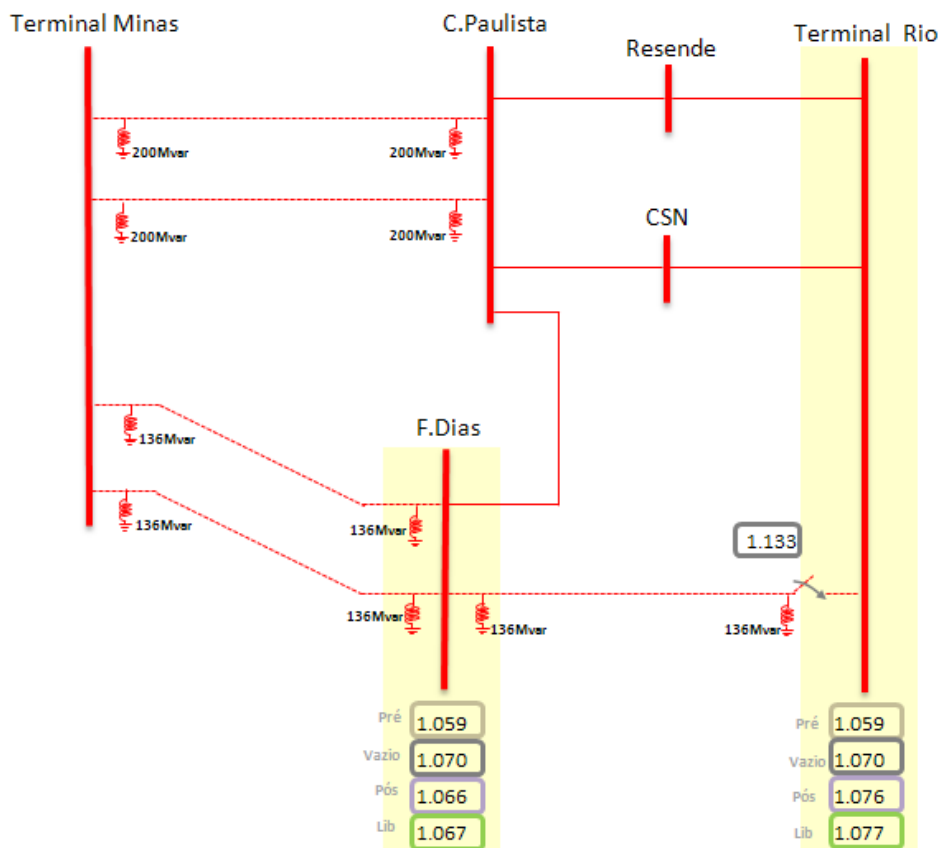 Terminal Minas
C.Paulista
Resende
Terminal Rio
200Mvar
200Mvar
200Mvar
200Mvar
CSN
136Mvar
F.Dias
136Mvar
136Mvar
1.133
136Mvar
136Mvar
136Mvar
Pré 1.059
Vazio 1.070
Pós 1.066
Lib 1.067
Pré 1.059
Vazio 1.070
Pós 1.076
Lib 1.077